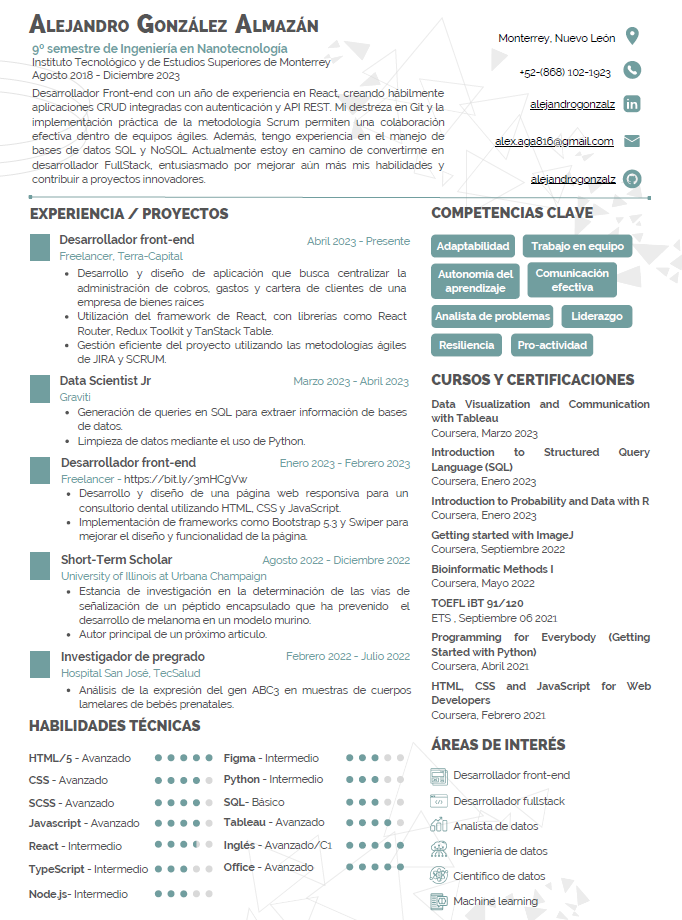 Alejandro González Almazán
9º semestre de Ingeniería en Nanotecnología
Instituto Tecnológico y de Estudios Superiores de Monterrey
Agosto 2018 - Diciembre 2023
Desarrollador Front-end con un año de experiencia en React, creando hábilmente
aplicaciones CRUD integradas con autenticación y API REST. Mi destreza en Git y la
implementación práctica de la metodología Scrum permiten una colaboración
efectiva dentro de equipos ágiles. Además, tengo experiencia en el manejo de
bases de datos SQL y NoSQL. Actualmente estoy en camino de convertirme en
desarrollador FullStack, entusiasmado por mejorar aún más mis habilidades y
contribuir a proyectos innovadores.
Monterrey, Nuevo León
+52-(868) 102-1923
alejandrogonzalz
alex.aga816@gmail.com
alejandrogonzalz
EXPERIENCIA / PROYECTOS
Desarrollador front-end Abril 2023 - Presente
Freelancer, Terra-Capital
• Desarrollo y diseño de aplicación que busca centralizar la
administración de cobros, gastos y cartera de clientes de una
empresa de bienes raíces
• Utilización del framework de React, con librerías como React
Router, Redux Toolkit y TanStack Table.
• Gestión eficiente del proyecto utilizando las metodologías ágiles
de JIRA y SCRUM.
Data Scientist Jr Marzo 2023 - Abril 2023
Graviti
• Generación de queries en SQL para extraer información de bases
de datos.
• Limpieza de datos mediante el uso de Python.
Desarrollador front-end Enero 2023 - Febrero 2023
Freelancer - https://bit.ly/3mHCgVw
• Desarrollo y diseño de una página web responsiva para un
consultorio dental utilizando HTML, CSS y JavaScript.
• Implementación de frameworks como Bootstrap 5.3 y Swiper para
mejorar el diseño y funcionalidad de la página.
Short-Term Scholar Agosto 2022 - Diciembre 2022
University of Illinois at Urbana Champaign
• Estancia de investigación en la determinación de las vías de
señalización de un péptido encapsulado que ha prevenido el
desarrollo de melanoma en un modelo murino.
• Autor principal de un próximo artículo.
Investigador de pregrado Febrero 2022 - Julio 2022
Hospital San José, TecSalud
• Análisis de la expresión del gen ABC3 en muestras de cuerpos
lamelares de bebés prenatales.
HABILIDADES TÉCNICAS
HTML/5 - Avanzado
CSS - Avanzado
SCSS - Avanzado
Javascript - Avanzado
React - Intermedio
TypeScript - Intermedio
Node.js- Intermedio
Figma - Intermedio
Python - Intermedio
SQL- Básico
Tableau - Avanzado
Inglés - Avanzado/C1
Office - Avanzado
COMPETENCIAS CLAVE
Adaptabilidad
Trabajo en equipo
Autonomía del
aprendizaje
Comunicación
efectiva
Analista de problemas
Liderazgo
Resiliencia
Pro-actividad
CURSOS Y CERTIFICACIONES
Data Visualization and Communication
with Tableau
Coursera, Marzo 2023
Introduction to Structured Query
Language (SQL)
Coursera, Enero 2023
Introduction to Probability and Data with R
Coursera, Enero 2023
Getting started with ImageJ
Coursera, Septiembre 2022
Bioinformatic Methods I
Coursera, Mayo 2022
TOEFL iBT 91/120
ETS , Septiembre 06 2021
Programming for Everybody (Getting
Started with Python)
Coursera, Abril 2021
HTML, CSS and JavaScript for Web
Developers
Coursera, Febrero 2021
ÁREAS DE INTERÉS
Desarrollador front-end
Desarrollador fullstack
Analista de datos
Ingeniería de datos
Científico de datos
Machine learning